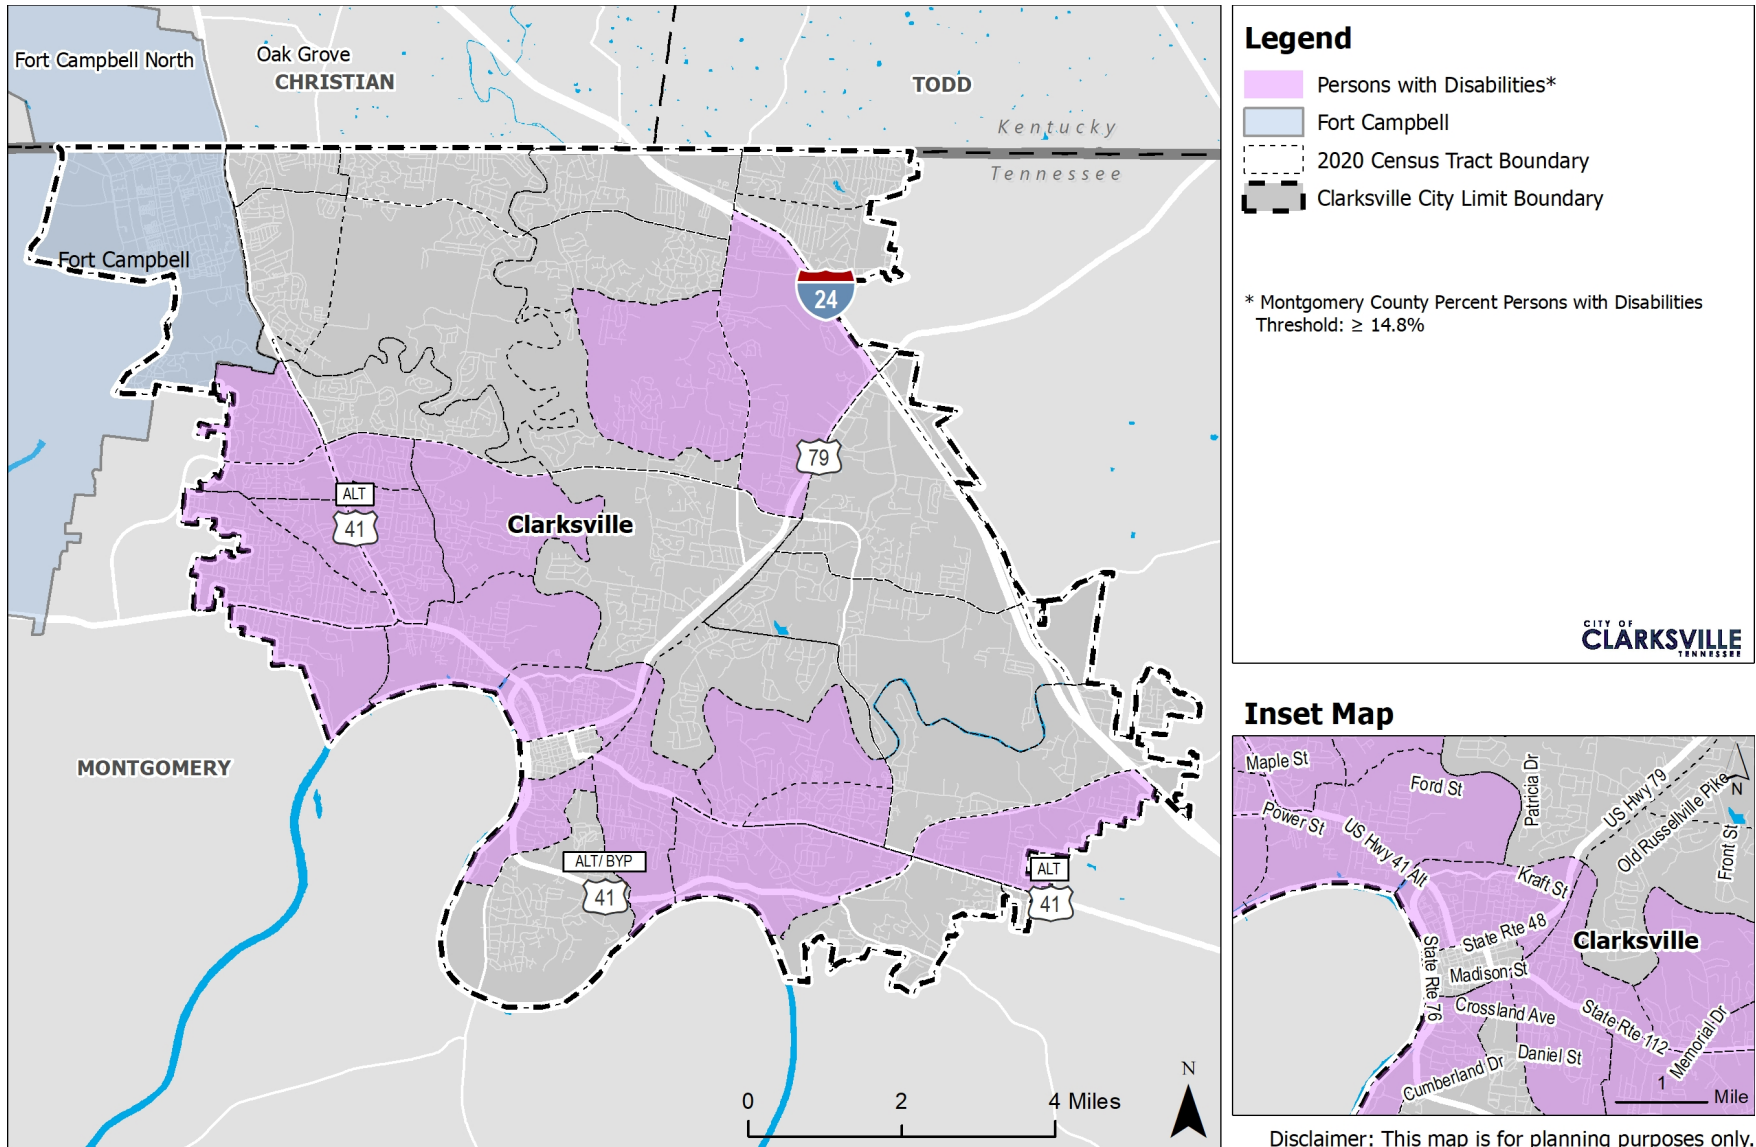 Fort Campbell North
Oak Grove
CHRISTIAN
TODD
Kentucky
Tennessee
Fort Campbell
24
79
ALT
41
Clarksville
MONTGOMERY
ALT/ BYP
41
ALT
41
N
0 2 4 Miles
Legend
Persons with Disabilities*
Fort Campbell
2020 Census Tract Boundary
Clarksville City Limit Boundary
* Montgomery County Percent Persons with Disabilities
Threshold: ≥ 14.8%
CITY OF
CLARKSVILLE
TENNESSEE
Inset Map
Maple St
Ford St
Patricia Dr
US Hwy 79
N
Power St
US Hwy 41 Alt
Old Russellville Pike
Front St
Kraft St
State Rte 48
Clarksville
State Rte 76
Madison St
Crossland Ave
State Rte 112
Memorial Dr
Daniel St
Cumberland Dr
1
Mile
Disclaimer: This map is for planning purposes only.